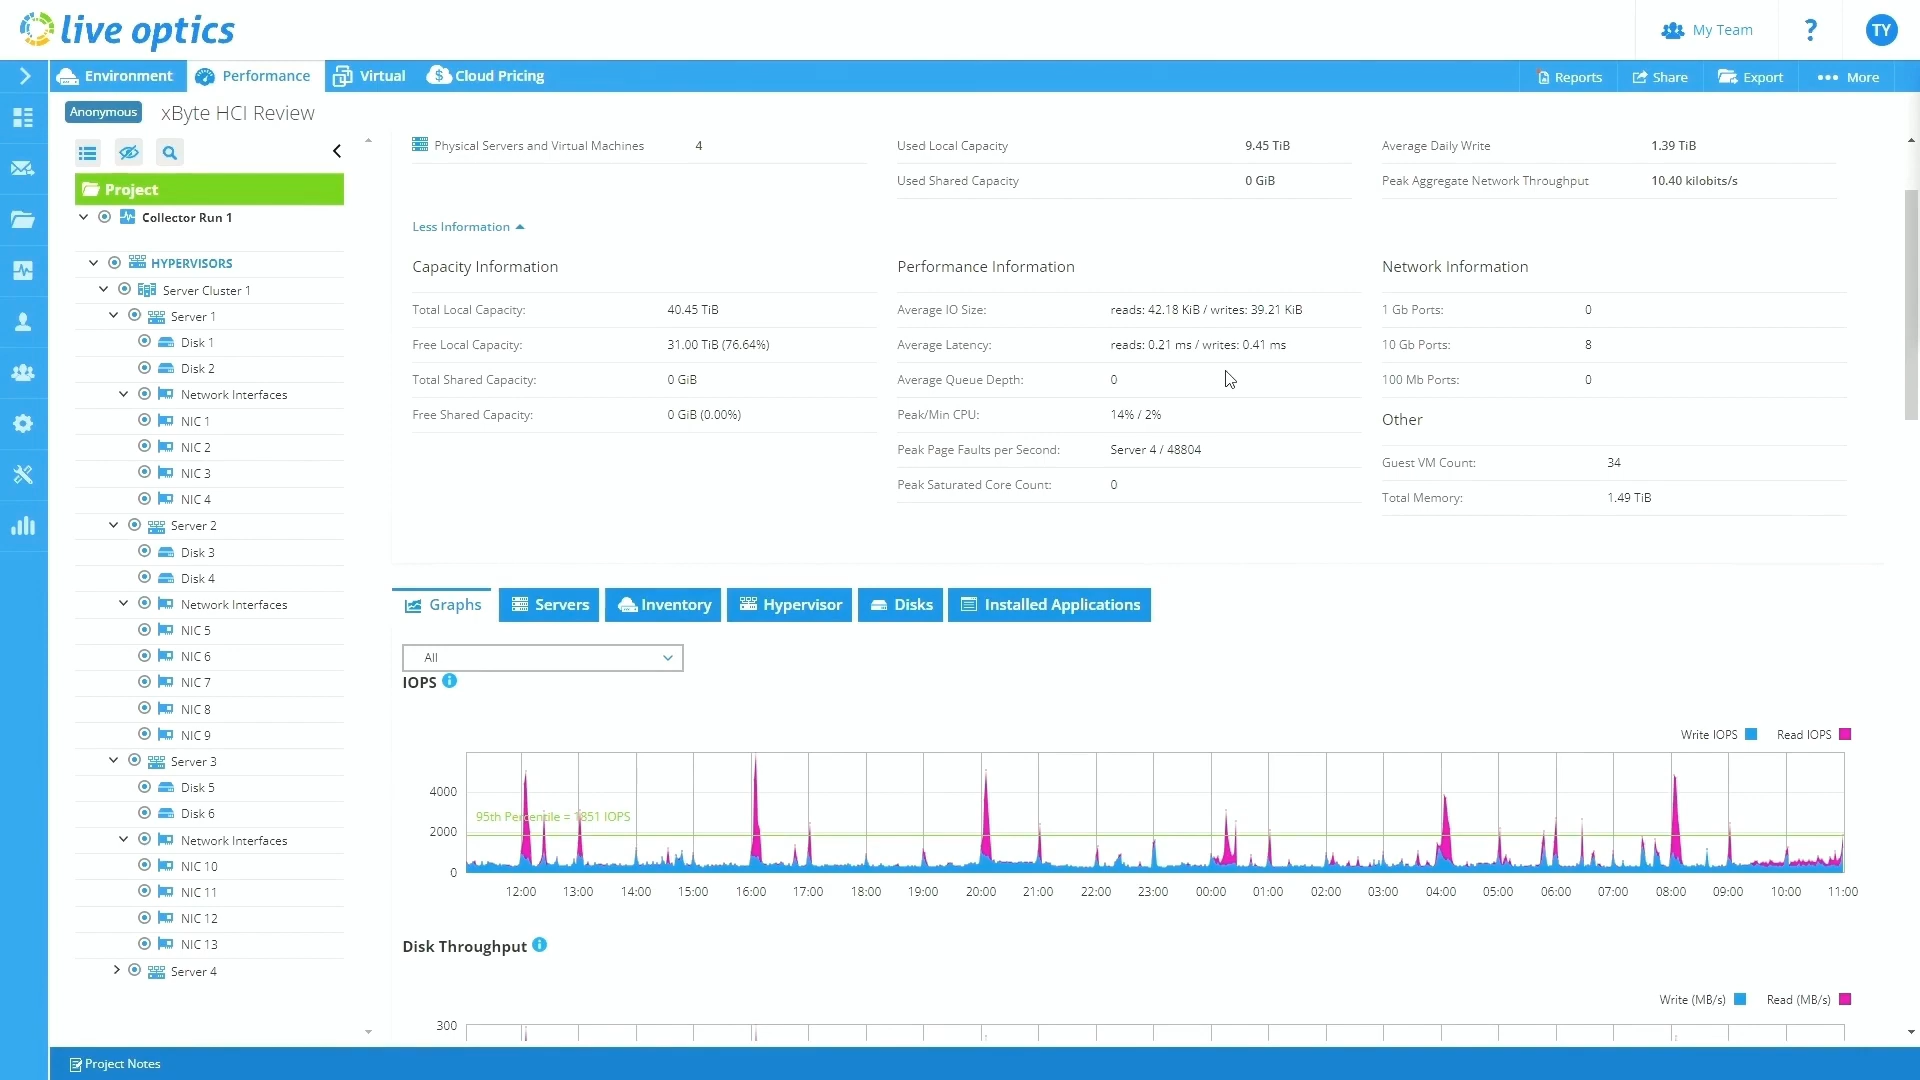 live optics
My Team
?
TY
Environment
Performance
Virtual
Cloud Pricing
Reports
Share
Export
More
Anonymous
xByte HCI Review
Project
Collector Run 1
HYPERVISORS
Server Cluster 1
Server 1
Disk 1
Disk 2
Network Interfaces
NIC 1
NIC 2
NIC 3
NIC 4
Server 2
Disk 3
Disk 4
Network Interfaces
NIC 5
NIC 6
NIC 7
NIC 8
NIC 9
Server 3
Disk 5
Disk 6
Network Interfaces
NIC 10
NIC 11
NIC 12
NIC 13
Server 4
Physical Servers and Virtual Machines 4
Used Local Capacity 9.45 TiB
Average Daily Write 1.39 TiB
Used Shared Capacity 0 GiB
Peak Aggregate Network Throughput 10.40 kilobits/s
Less Information
Capacity Information
Total Local Capacity: 40.45 TiB
Free Local Capacity: 31.00 TiB (76.64%)
Total Shared Capacity: 0 GiB
Free Shared Capacity: 0 GiB (0.00%)
Performance Information
Average IO Size: reads: 42.18 KiB / writes: 39.21 KiB
Average Latency: reads: 0.21 ms / writes: 0.41 ms
Average Queue Depth: 0
Peak/Min CPU: 14% / 2%
Peak Page Faults per Second: Server 4 / 48804
Peak Saturated Core Count: 0
Network Information
1 Gb Ports: 0
10 Gb Ports: 8
100 Mb Ports: 0
Other
Guest VM Count: 34
Total Memory: 1.49 TiB
Graphs
Servers
Inventory
Hypervisor
Disks
Installed Applications
All
IOPS
Write IOPS Read IOPS
4000
95th Percentile = 1851 IOPS
2000
0
12:00 13:00 14:00 15:00 16:00 17:00 18:00 19:00 20:00 21:00 22:00 23:00 00:00 01:00 02:00 03:00 04:00 05:00 06:00 07:00 08:00 09:00 10:00 11:00
Disk Throughput
Write (MB/s) Read (MB/s)
300
Project Notes